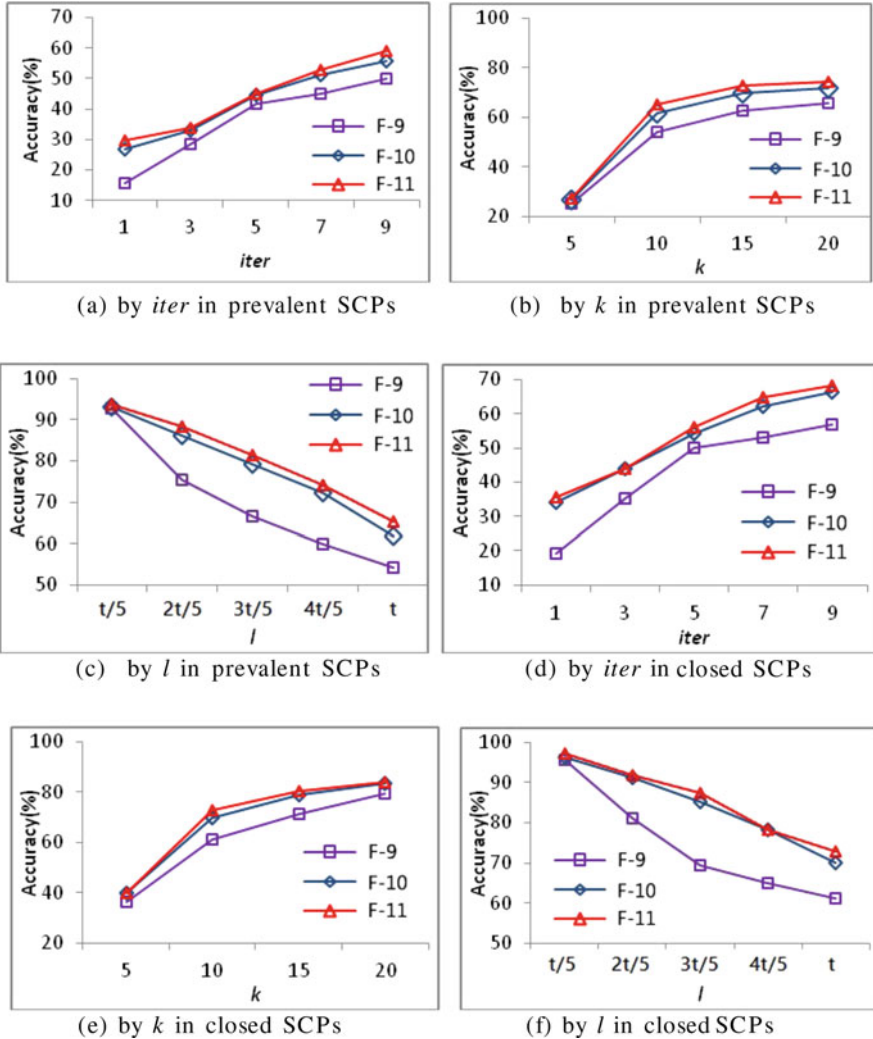 70
60
50
40
30
20
10
Accuracy(%)
F-9
F-10
F-11
1 3 5 7 9
iter
(a) by iter in prevalent SCPs
100
80
60
40
20
Accuracy(%)
F-9
F-10
F-11
5 10 15 20
k
(b) by k in prevalent SCPs
100
90
80
70
60
50
Accuracy(%)
F-9
F-10
F-11
t/5 2t/5 3t/5 4t/5 t
l
(c) by l in prevalent SCPs
70
60
50
40
30
20
10
Accuracy(%)
F-9
F-10
F-11
1 3 5 7 9
iter
(d) by iter in closed SCPs
100
80
60
40
20
Accuracy(%)
F-9
F-10
F-11
5 10 15 20
k
(e) by k in closed SCPs
100
90
80
70
60
50
Accuracy(%)
F-9
F-10
F-11
t/5 2t/5 3t/5 4t/5 t
l
(f) by l in closed SCPs